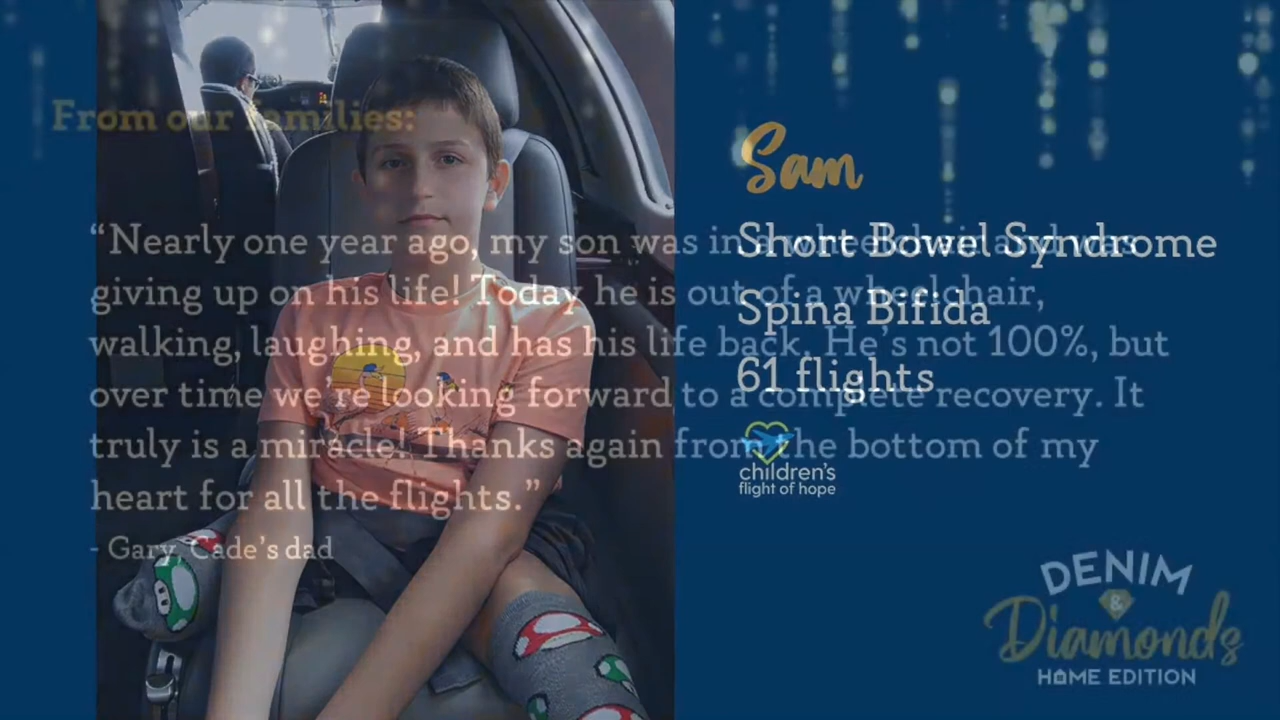 From our families:
“Nearly one year ago, my son was in a wheelchair and was
giving up on his life! Today he is out of a wheelchair,
walking, laughing, and has his life back. He’s not 100%, but
over time we’re looking forward to a complete recovery. It
truly is a miracle! Thanks again from the bottom of my
heart for all the flights.”
- Gary, Cade’s dad
Sam
Short Bowel Syndrome
Spina Bifida
61 flights
children’s
flight of hope
DENIM
&
Diamonds
HOME EDITION